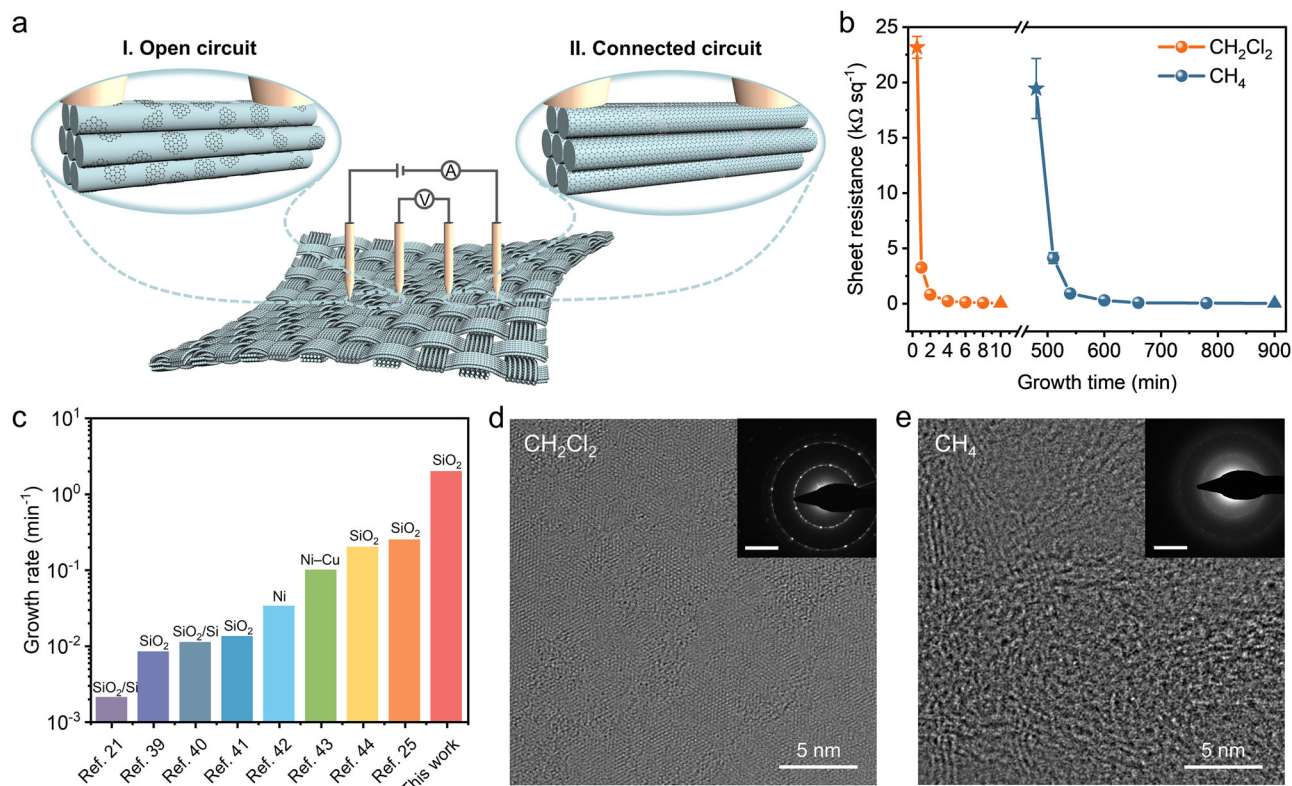 a
I. Open circuit
II. Connected circuit
A
V
b
Sheet resistance (kΩ sq⁻¹)
25
20
15
10
5
0
CH₂Cl₂
CH₄
0 2 4 6 8 10 500 600 700 800 900
Growth time (min)
c
Growth rate (min⁻¹)
10¹
10⁰
10⁻¹
10⁻²
10⁻³
SiO₂/Si
SiO₂
SiO₂/Si
SiO₂
Ni
Ni–Cu
SiO₂
SiO₂
SiO₂
Ref. 21
Ref. 39
Ref. 40
Ref. 41
Ref. 42
Ref. 43
Ref. 44
Ref. 25
This work
d
CH₂Cl₂
5 nm
e
CH₄
5 nm